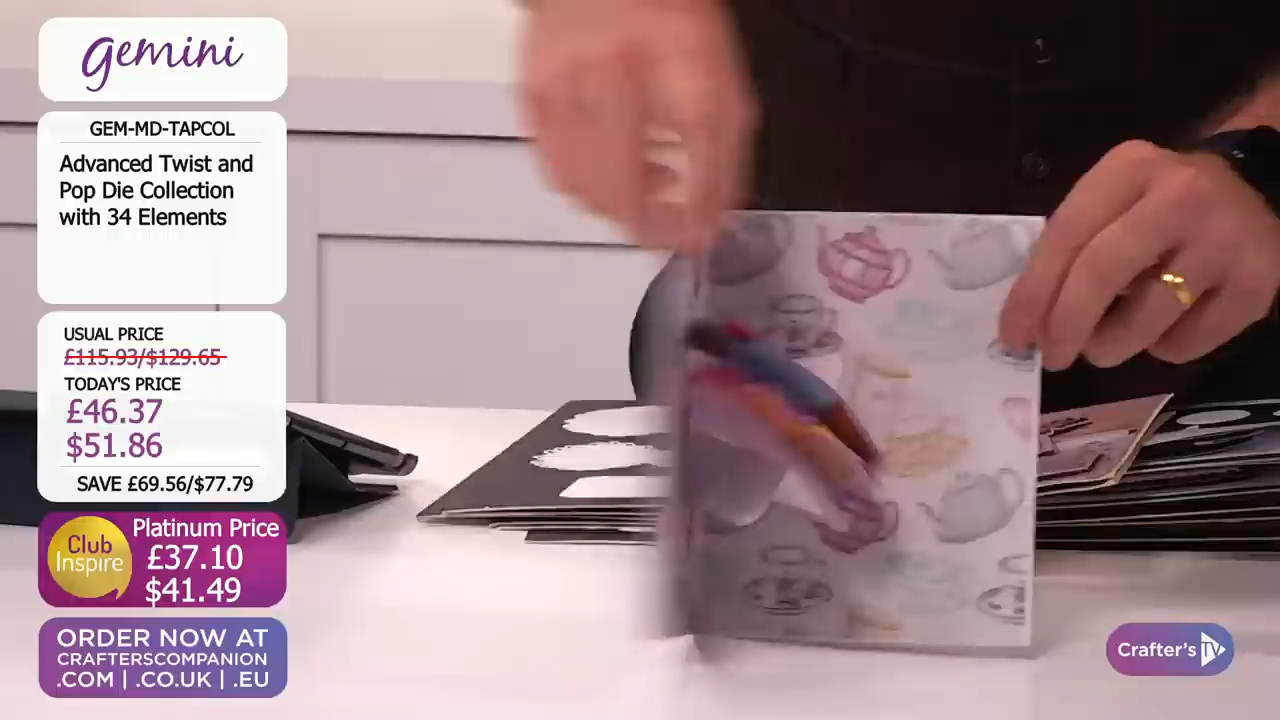 gemini
GEM-MD-TAPCOL
Advanced Twist and
Pop Die Collection
with 34 Elements
USUAL PRICE
£115.93/$129.65
TODAY'S PRICE
£46.37
$51.86
SAVE £69.56/$77.79
Club
Inspire
Platinum Price
£37.10
$41.49
ORDER NOW AT
CRAFTERSCOMPANION
.COM | .CO.UK | .EU
Crafter's TV